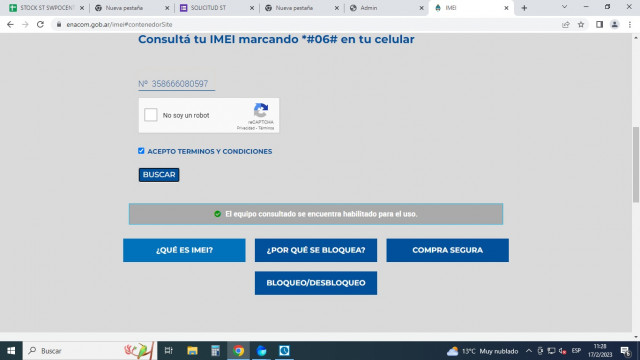 STOCK ST SWPOCENT
Nueva pestaña
SOLICITUD ST
Nueva pestaña
Admin
IMEI
enacom.gob.ar/imei#contenedorSite
Consultá tu IMEI marcando *#06# en tu celular
Nº 358666080597
No soy un robot
reCAPTCHA
Privacidad - Términos
ACEPTO TERMINOS Y CONDICIONES
BUSCAR
El equipo consultado se encuentra habilitado para el uso.
¿QUÉ ES IMEI?
¿POR QUÉ SE BLOQUEA?
COMPRA SEGURA
BLOQUEO/DESBLOQUEO
Buscar
13°C Muy nublado
ESP
11:28
17/2/2023